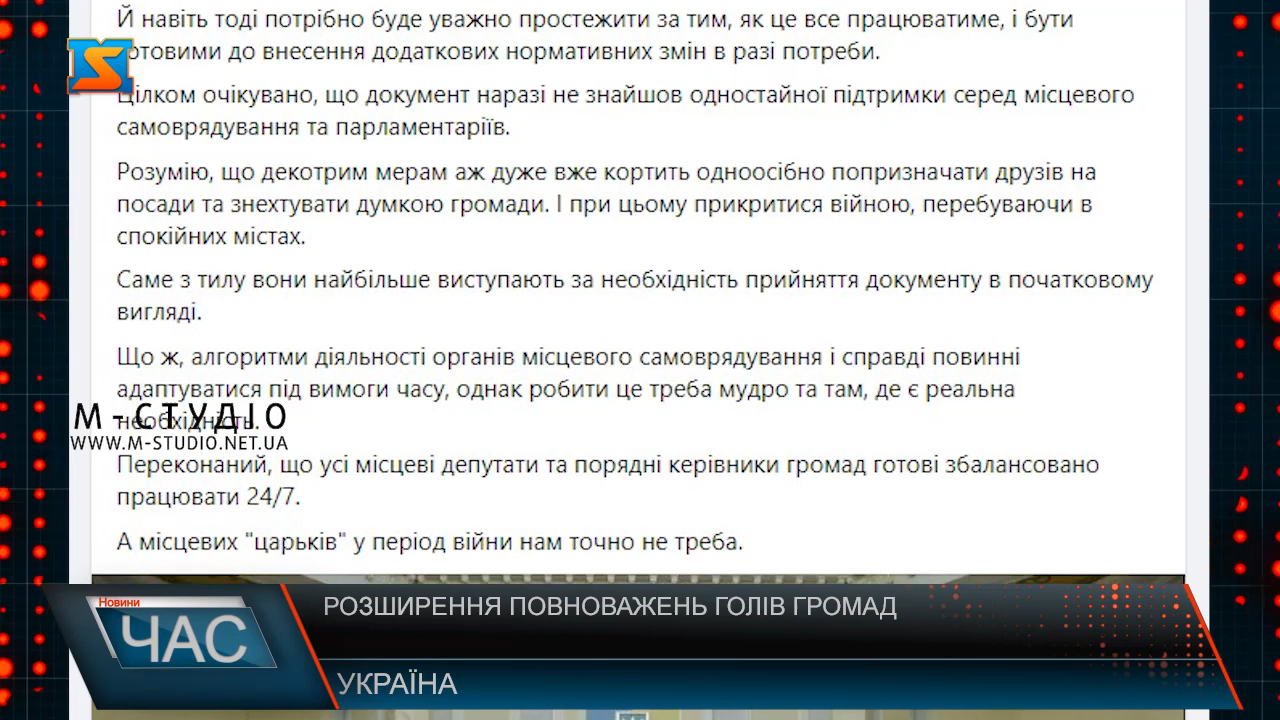 Й навіть тоді потрібно буде уважно простежити за тим, як це все працюватиме, і бути
готовими до внесення додаткових нормативних змін в разі потреби.
Цілком очікувано, що документ наразі не знайшов одностайної підтримки серед місцевого
самоврядування та парламентаріїв.
Розумію, що декотрим мерам аж дуже вже кортить одноосібно попризначати друзів на
посади та знехтувати думкою громади. І при цьому прикритися війною, перебуваючи в
спокійних містах.
Саме з тилу вони найбільше виступають за необхідність прийняття документу в початковому
вигляді.
Що ж, алгоритми діяльності органів місцевого самоврядування і справді повинні
адаптуватися під вимоги часу, однак робити це треба мудро та там, де є реальна
необхідність.
М-СТУДІО
WWW.M-STUDIO.NET.UA
Переконаний, що усі місцеві депутати та порядні керівники громад готові збалансовано
працювати 24/7.
А місцевих "царьків" у період війни нам точно не треба.
Новини
ЧАС
РОЗШИРЕННЯ ПОВНОВАЖЕНЬ ГОЛІВ ГРОМАД
УКРАЇНА